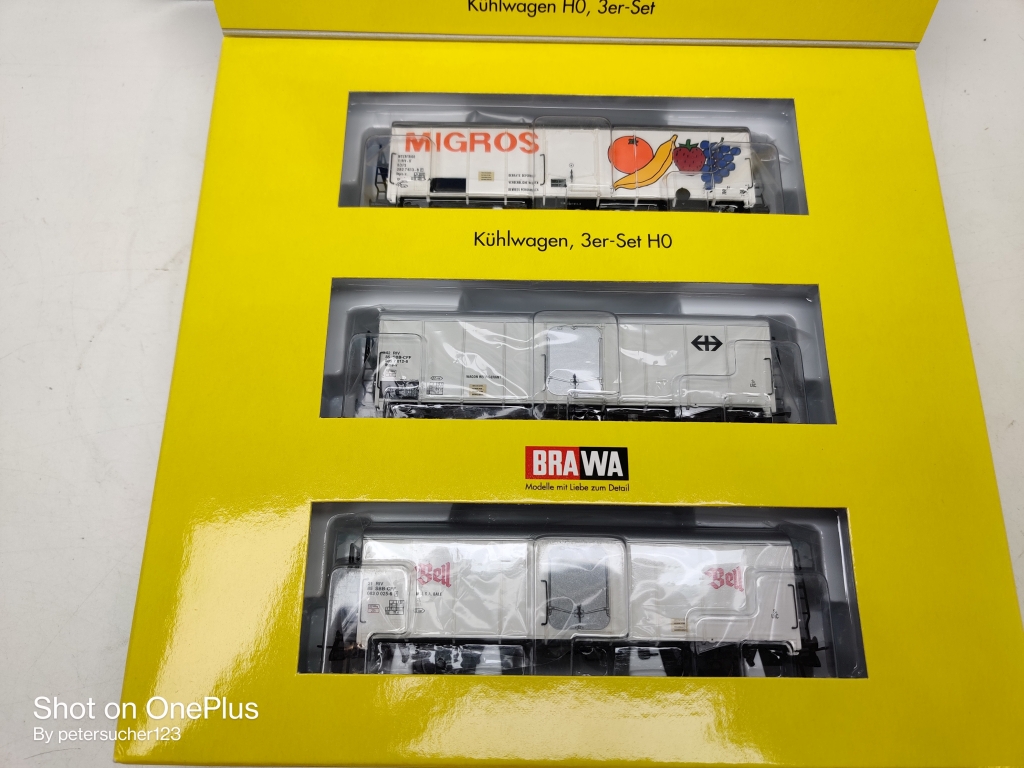 Kühlwagen H0, 3er-Set
MIGROS
Kühlwagen, 3er-Set H0
BRAWA
Modelle mit Liebe zum Detail
Bell
Bell
Shot on OnePlus
By petersucher123